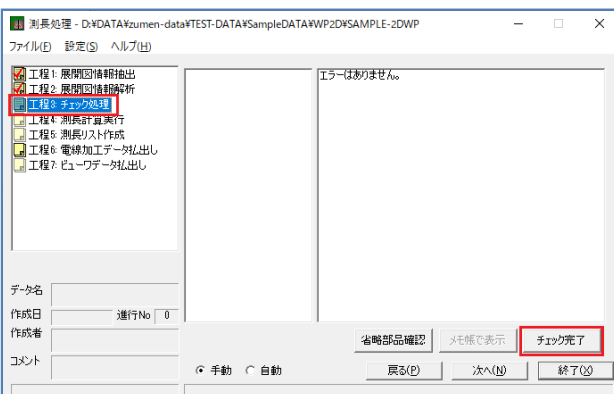 測長処理 - D:¥DATA¥zumen-data¥TEST-DATA¥SampleDATA¥WP2D¥SAMPLE-2DWP
ファイル(F) 設定(S) ヘルプ(H)
工程1: 展開図情報抽出
工程2: 展開図情報解析
工程3: チェック処理
工程4: 測長計算実行
工程5: 測長リスト作成
工程6: 電線加工データ払出し
工程7: ビューワデータ払出し
エラーはありません。
データ名
作成日 進行No 0
作成者
コメント
省略部品確認 メモ帳で表示 チェック完了
手動 自動 戻る(P) 次へ(N) 終了(X)